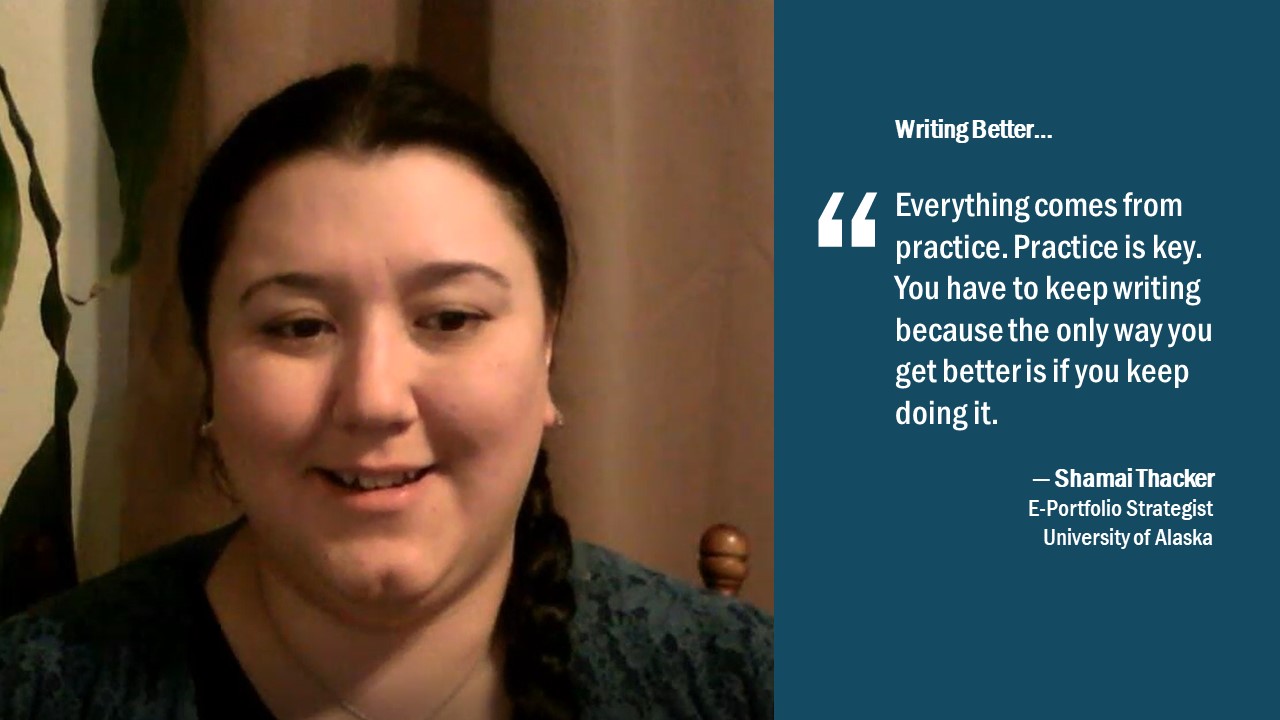 Writing Better...
“
Everything comes from
practice. Practice is key.
You have to keep writing
because the only way you
get better is if you keep
doing it.
— Shamai Thacker
E-Portfolio Strategist
University of Alaska